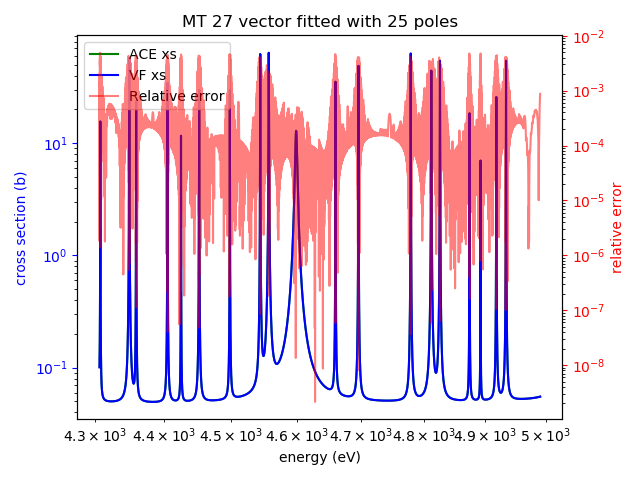 MT 27 vector fitted with 25 poles
ACE xs
VF xs
Relative error
cross section (b)
10¹
10⁰
10⁻¹
relative error
10⁻²
10⁻³
10⁻⁴
10⁻⁵
10⁻⁶
10⁻⁷
10⁻⁸
4.3 × 10³ 4.4 × 10³ 4.5 × 10³ 4.6 × 10³ 4.7 × 10³ 4.8 × 10³ 4.9 × 10³ 5 × 10³
energy (eV)